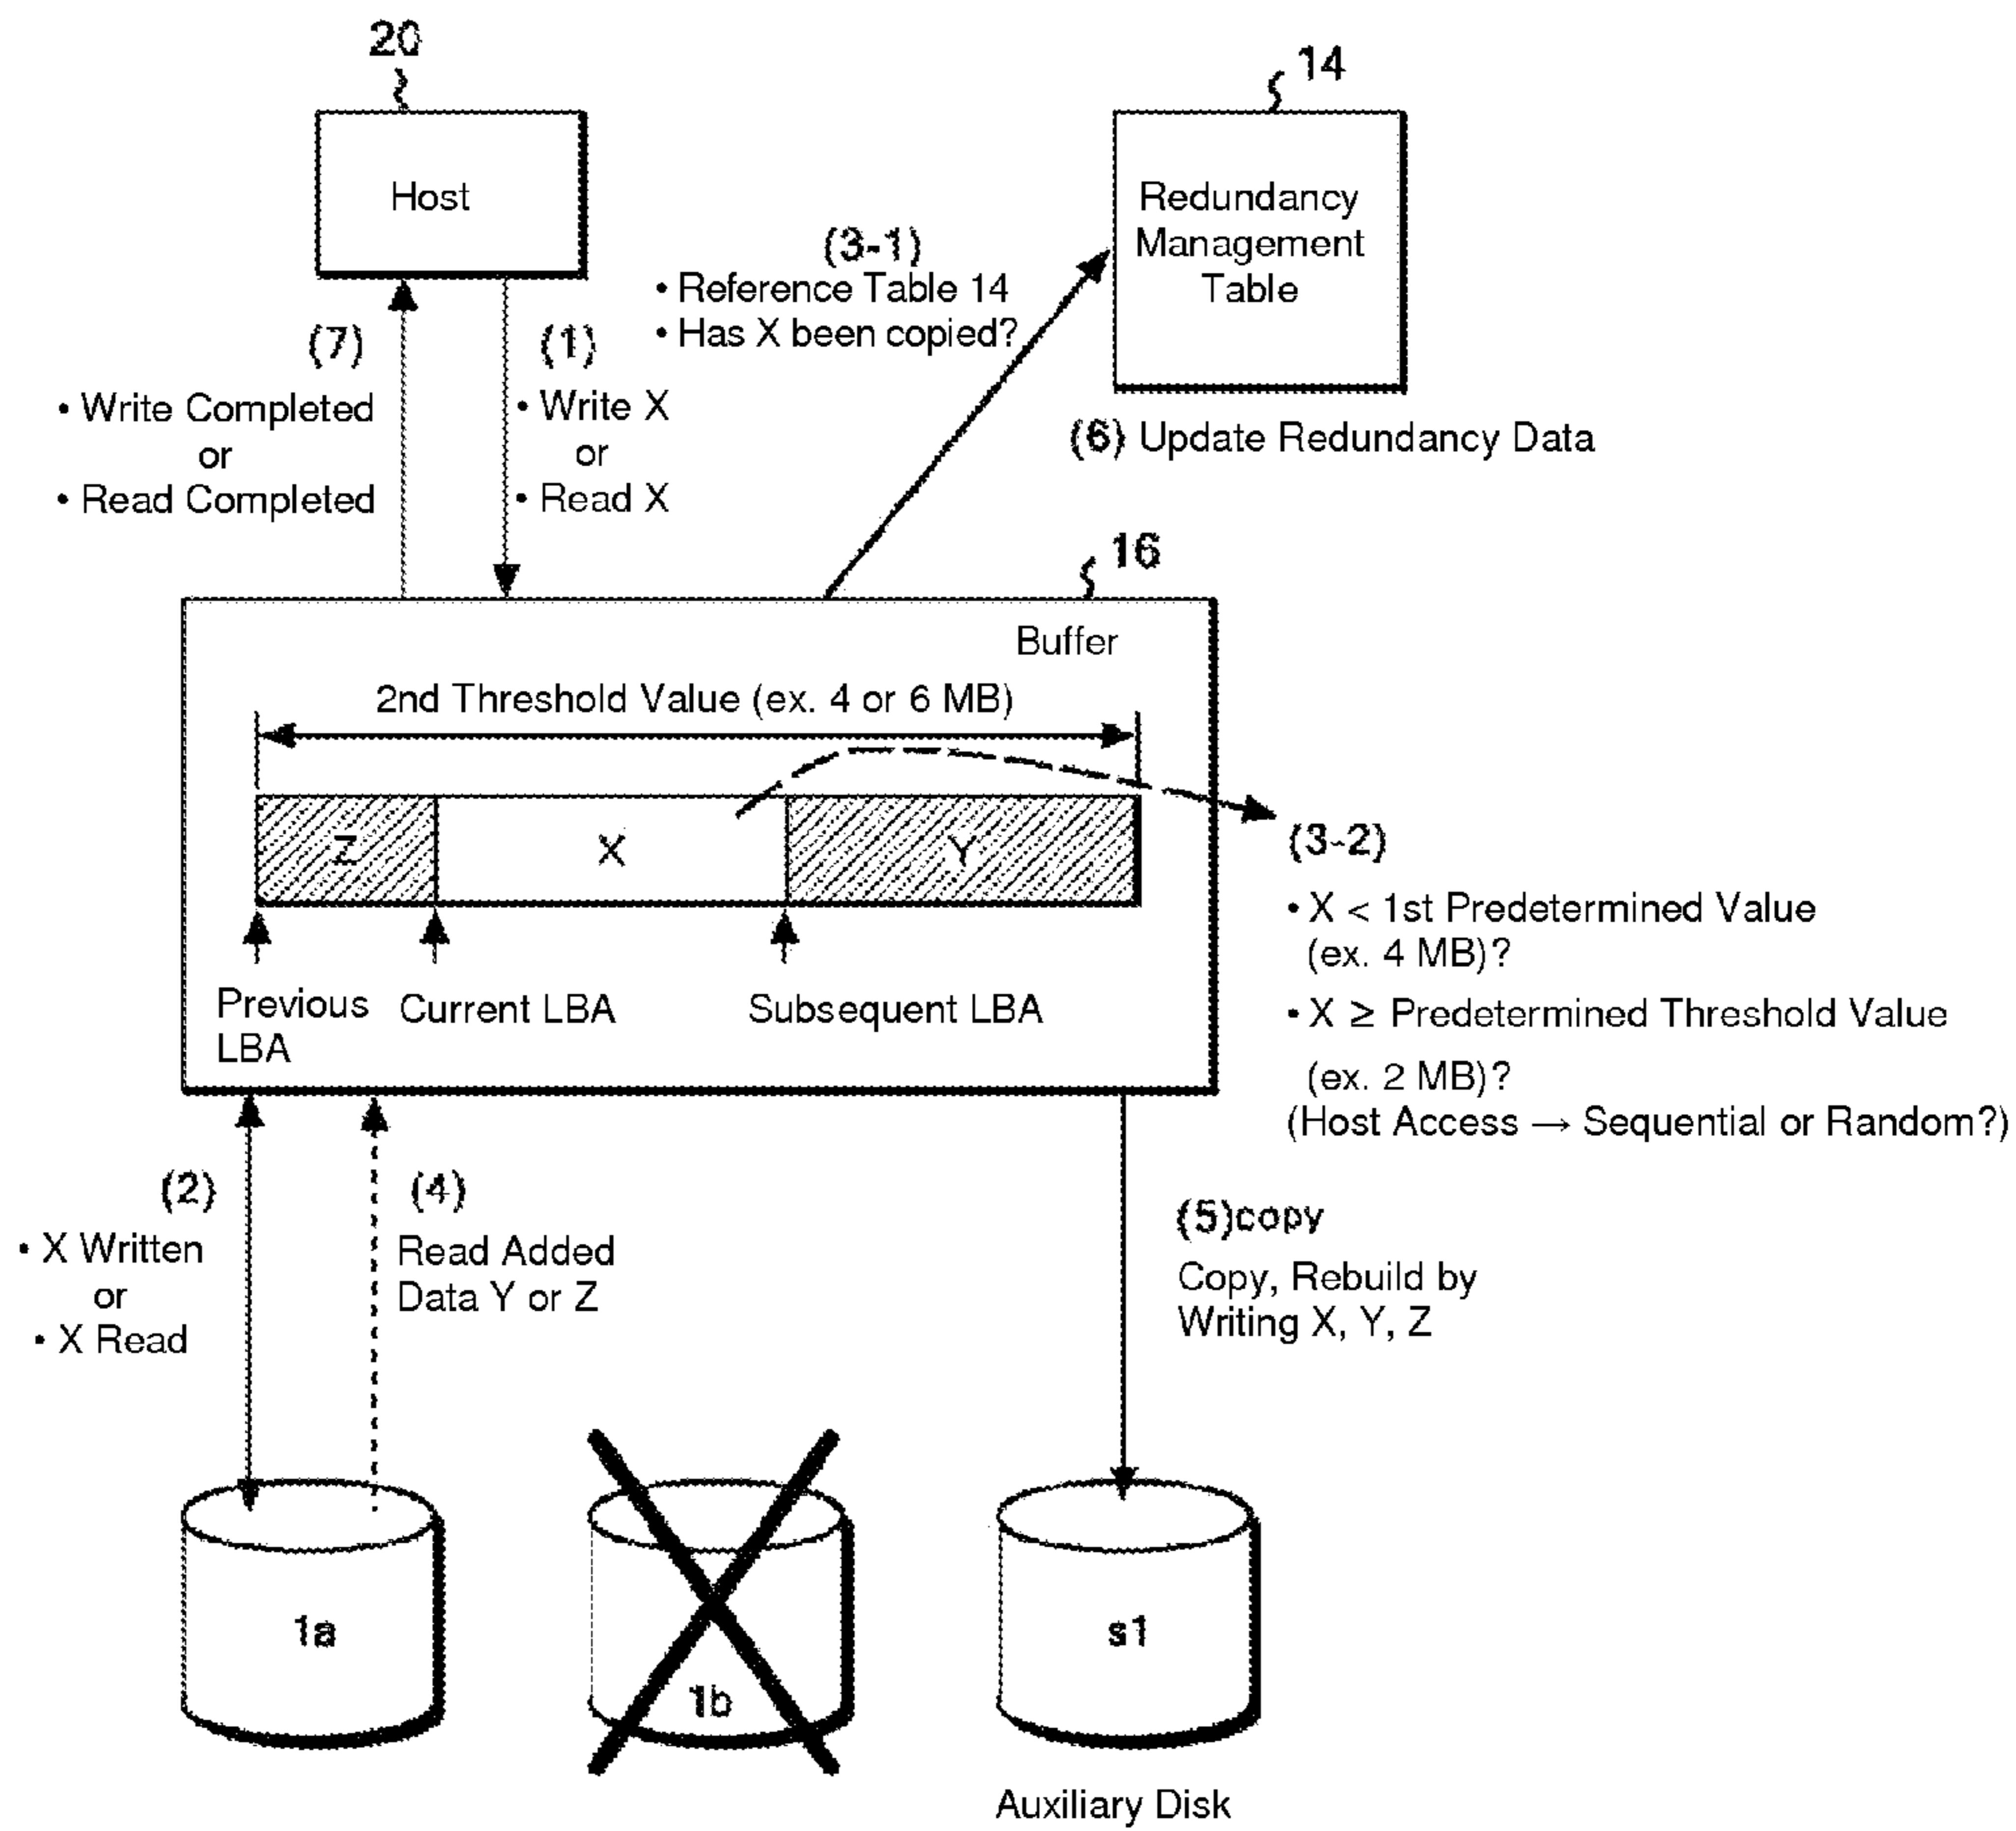 20
Host
14
Redundancy
Management
Table
(3-1)
• Reference Table 14
• Has X been copied?
(7)
• Write Completed
or
• Read Completed
(1)
• Write X
or
• Read X
(6) Update Redundancy Data
16
Buffer
2nd Threshold Value (ex. 4 or 6 MB)
Z
X
Y
Previous
LBA
Current LBA
Subsequent LBA
(3-2)
• X < 1st Predetermined Value
(ex. 4 MB)?
• X ≥ Predetermined Threshold Value
(ex. 2 MB)?
(Host Access → Sequential or Random?)
(2)
• X Written
or
• X Read
(4)
Read Added
Data Y or Z
(5)copy
Copy, Rebuild by
Writing X, Y, Z
1a
1b
s1
Auxiliary Disk